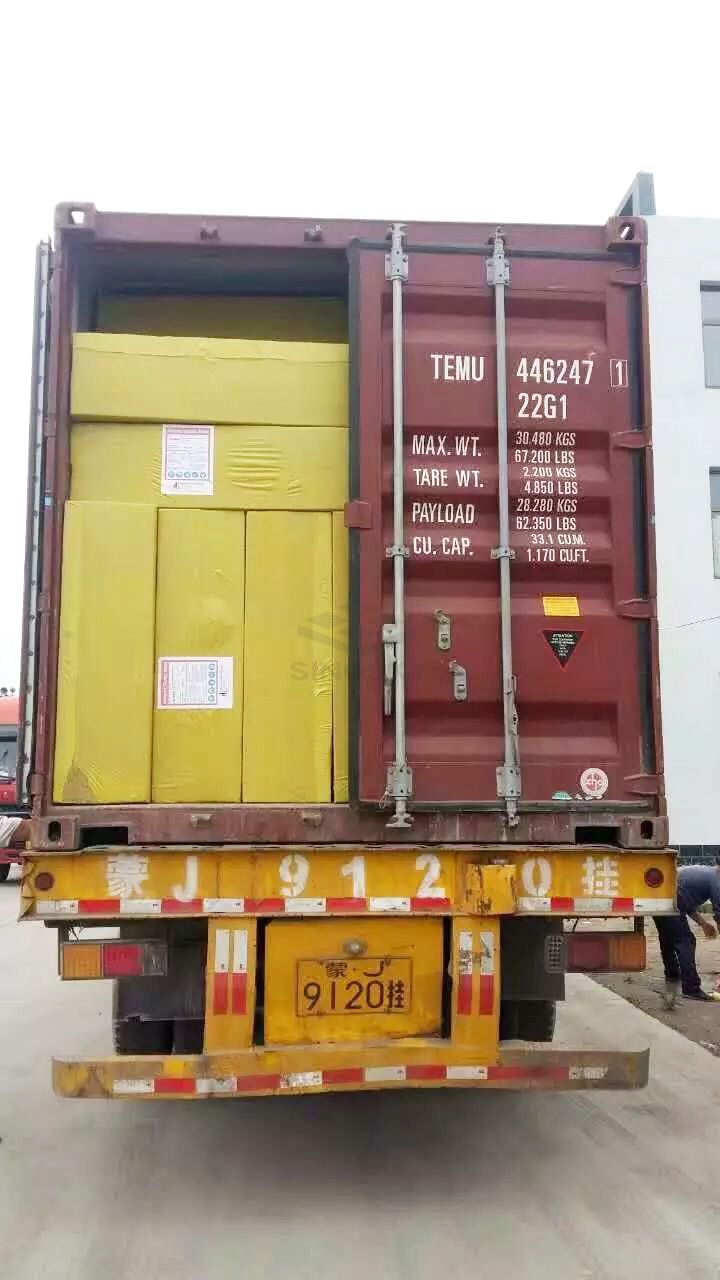 TEMU 446247 1
22G1
MAX. WT. 30.480 KGS
67.200 LBS
TARE WT. 2.200 KGS
4.850 LBS
PAYLOAD 28.280 KGS
62.350 LBS
CU. CAP. 33.1 CU.M.
1.170 CU.FT.
ATTENTION
蒙J 9120挂
蒙·J
9120挂